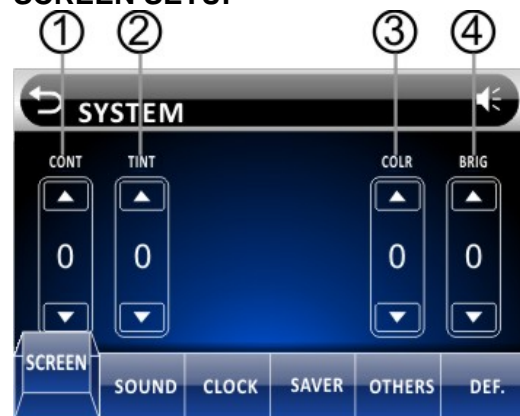 SCREEN SETUP
① ② ③ ④
SYSTEM
CONT TINT COLR BRIG
0 0 0 0
SCREEN SOUND CLOCK SAVER OTHERS DEF.